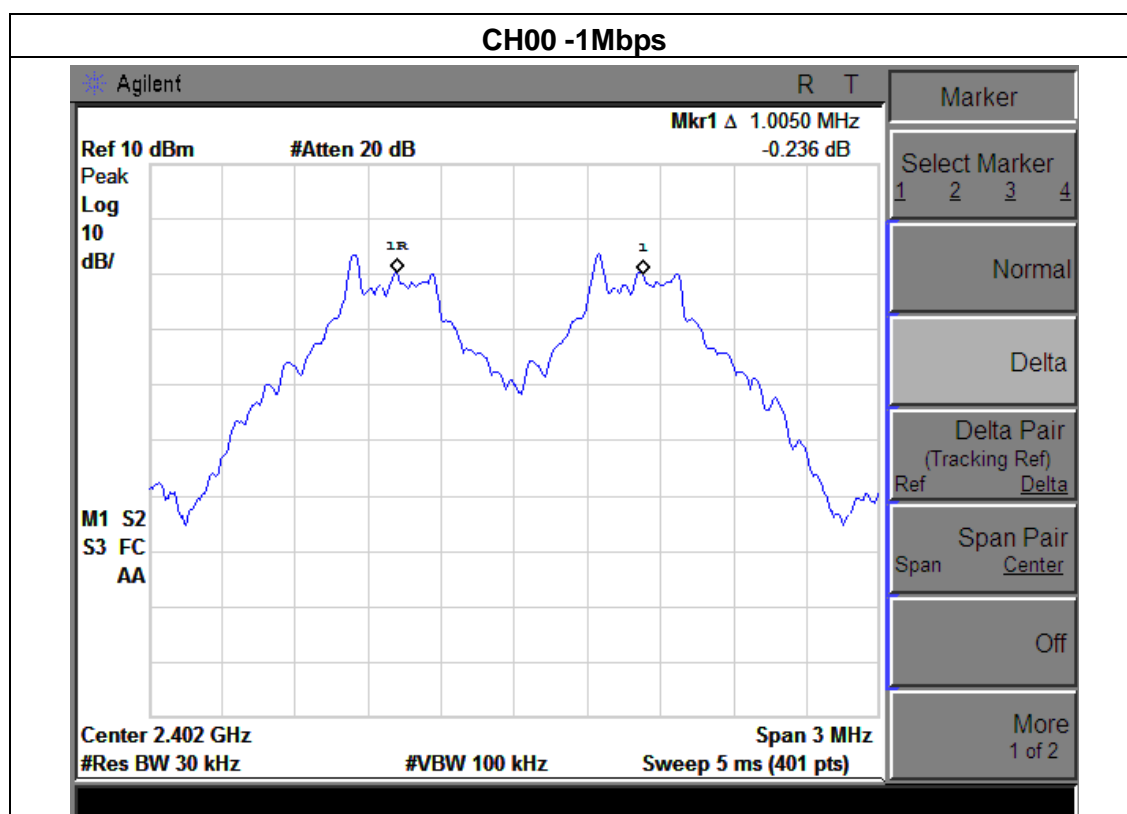 CH00 -1Mbps
Agilent R T
Mkr1 Δ 1.0050 MHz
Ref 10 dBm #Atten 20 dB -0.236 dB
Peak
Log
10
dB/
1R
1
M1 S2
S3 FC
AA
Center 2.402 GHz Span 3 MHz
#Res BW 30 kHz #VBW 100 kHz Sweep 5 ms (401 pts)
Marker
Select Marker
1 2 3 4
Normal
Delta
Delta Pair
(Tracking Ref)
Ref Delta
Span Pair
Span Center
Off
More
1 of 2